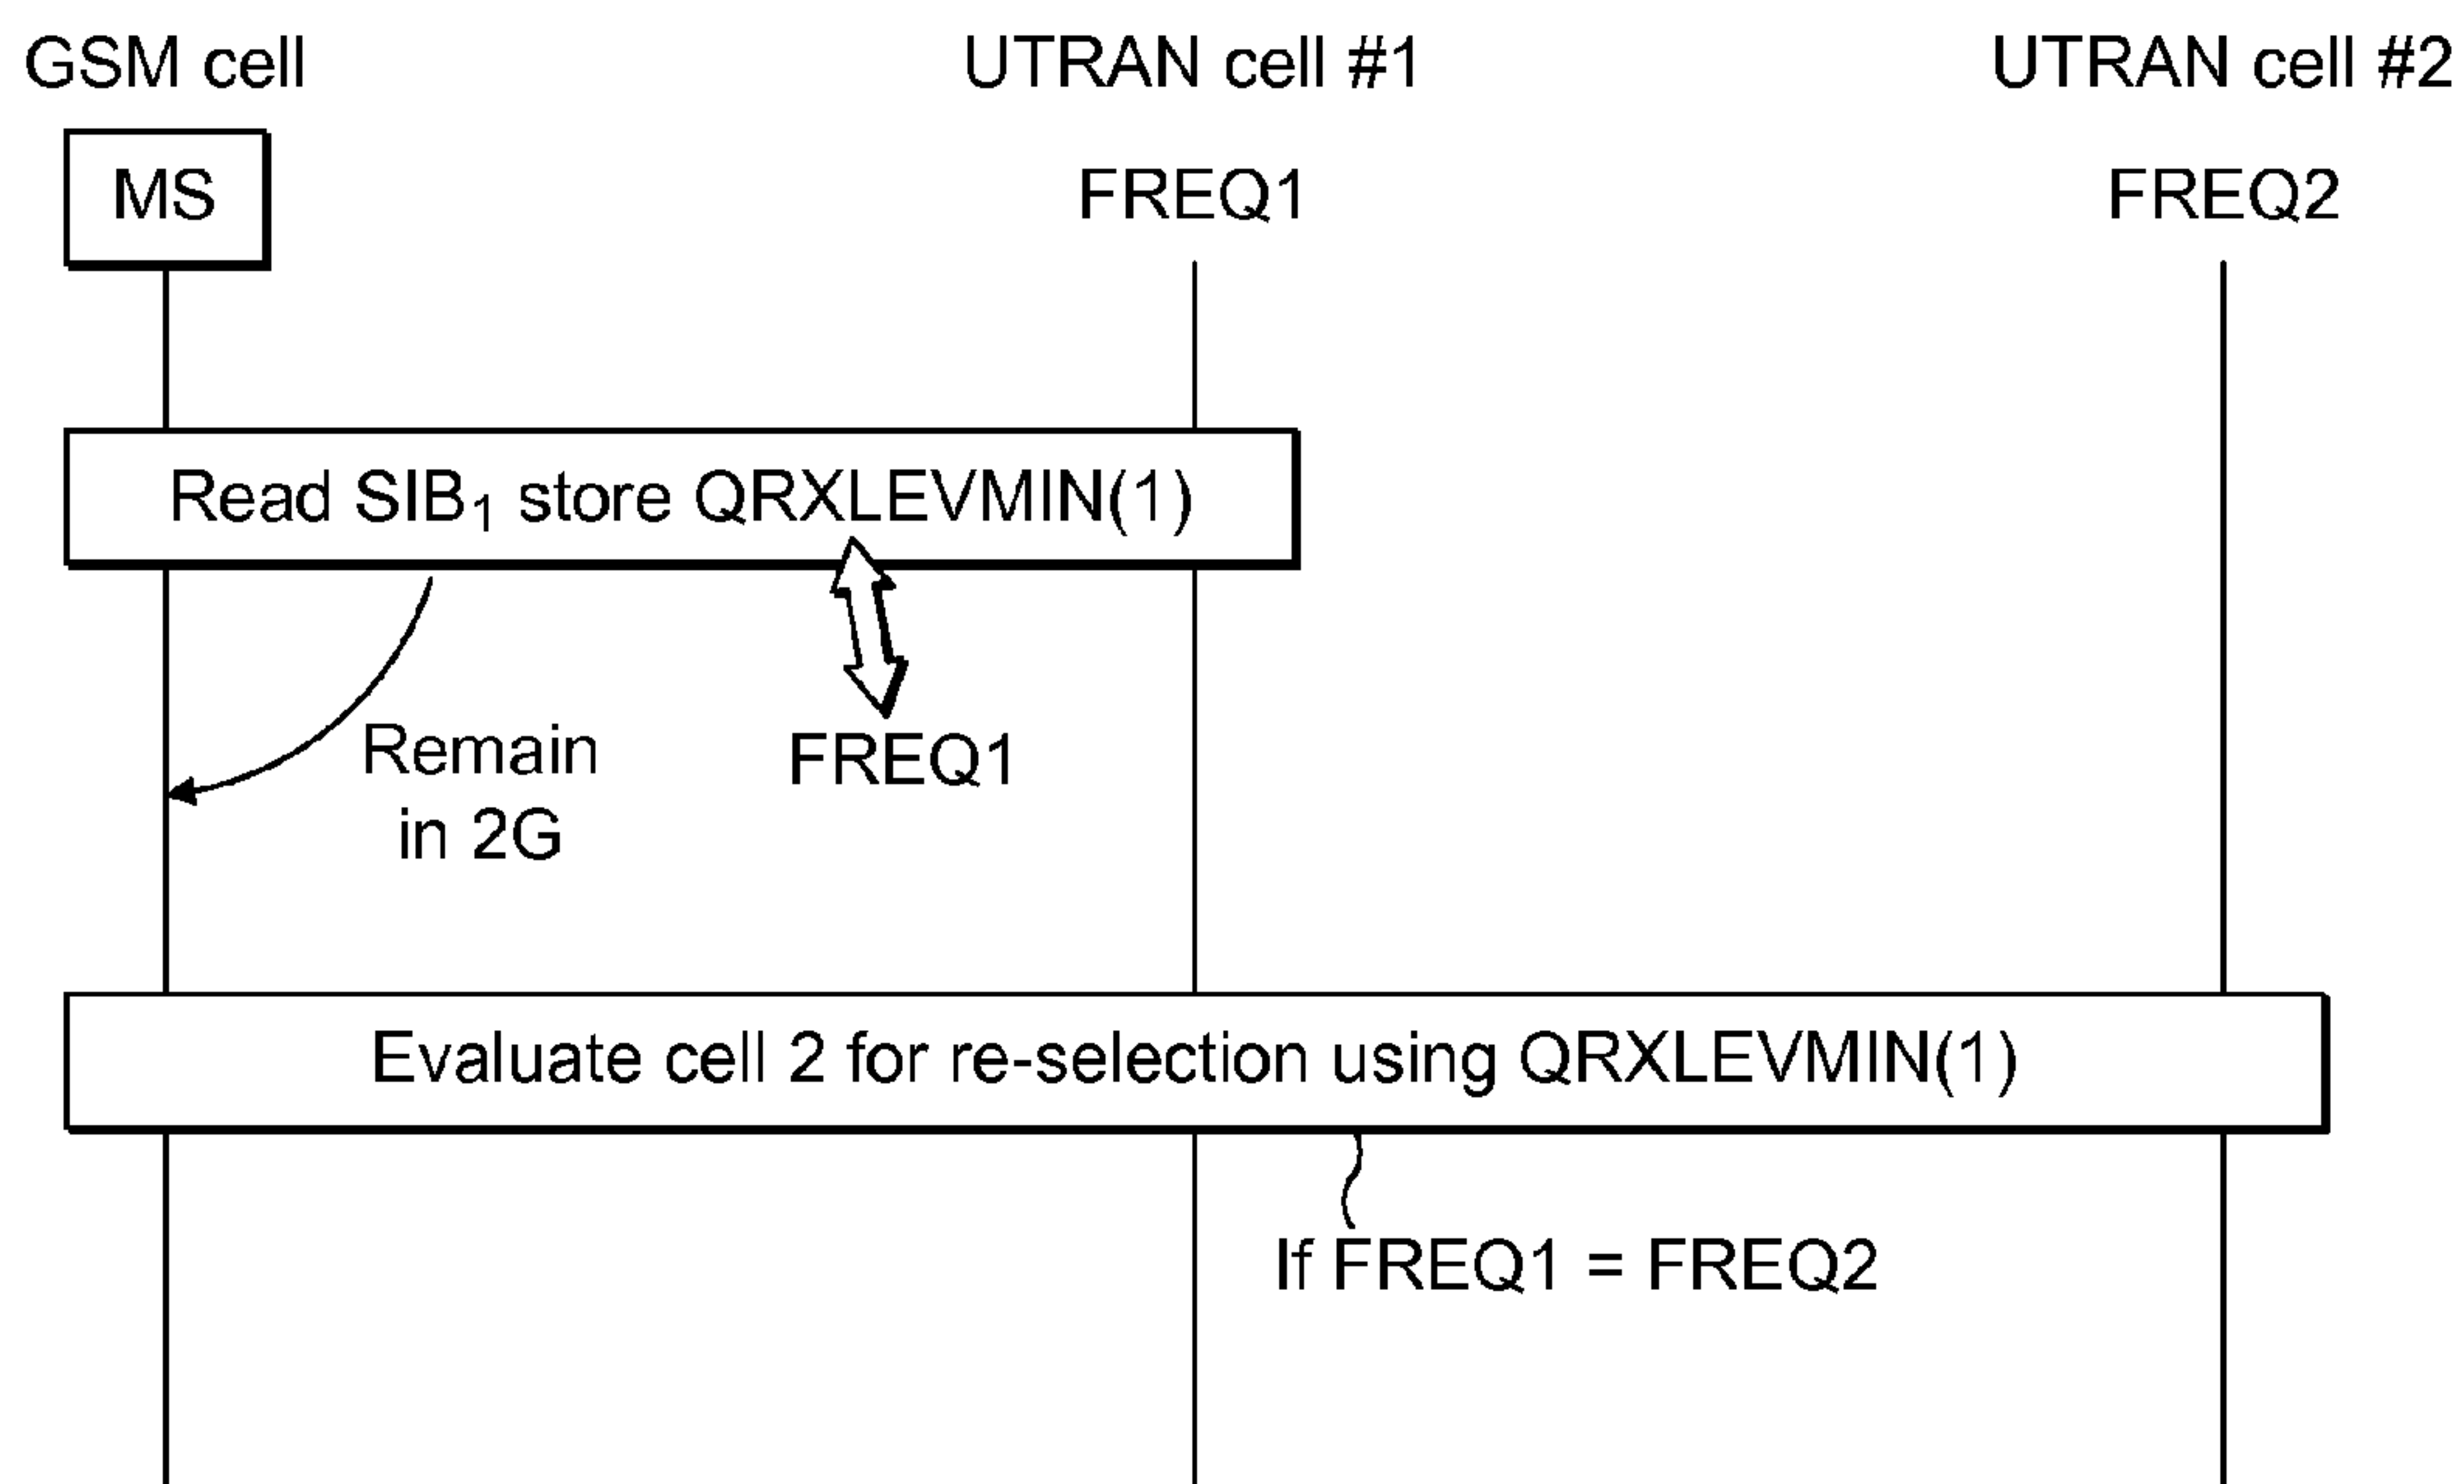 GSM cell
UTRAN cell #1
UTRAN cell #2
MS
FREQ1
FREQ2
Read SIB₁ store QRXLEVMIN(1)
Remain
in 2G
FREQ1
Evaluate cell 2 for re-selection using QRXLEVMIN(1)
If FREQ1 = FREQ2